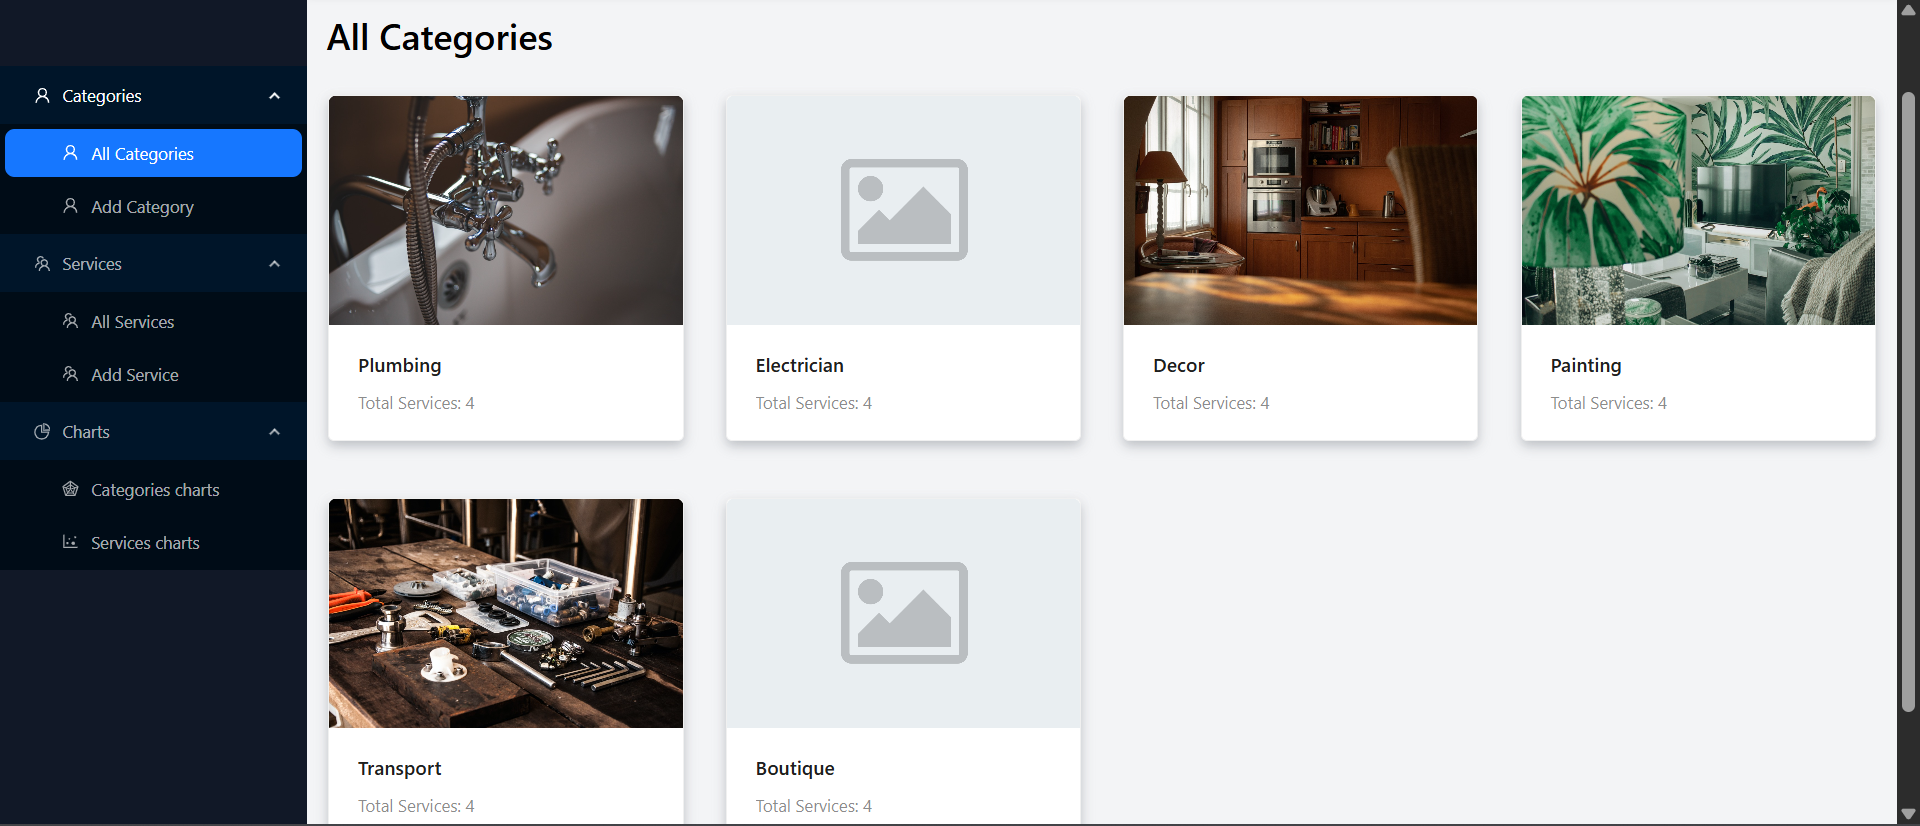 All Categories
Categories
All Categories
Add Category
Services
All Services
Add Service
Charts
Categories charts
Services charts
Plumbing
Total Services: 4
Electrician
Total Services: 4
Decor
Total Services: 4
Painting
Total Services: 4
Transport
Total Services: 4
Boutique
Total Services: 4